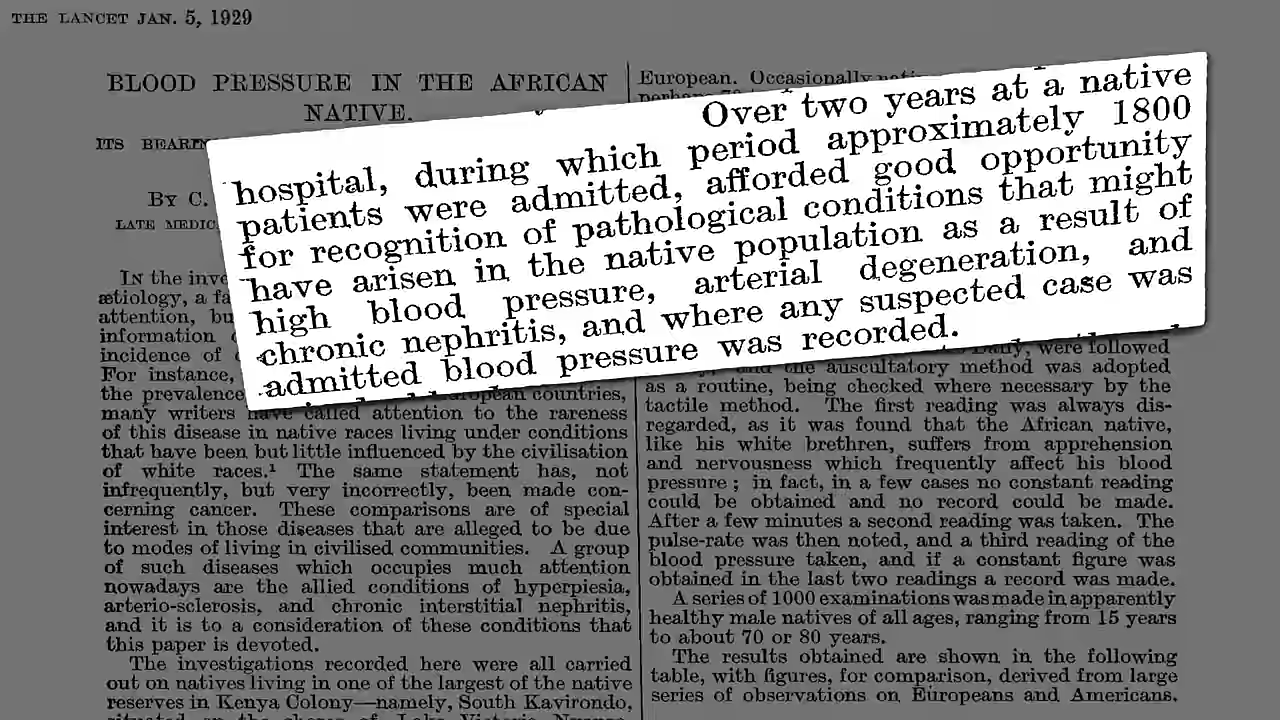 THE LANCET JAN. 5, 1929
BLOOD PRESSURE IN THE AFRICAN
NATIVE.
ITS
BY C.
LATE MEDIC
In the inve
ætiology, a fa
attention, bu
information
incidence of
For instance,
the prevalence
many writers have called attention to the rareness
of this disease in native races living under conditions
that have been but little influenced by the civilisation
of white races.¹ The same statement has, not
infrequently, but very incorrectly, been made con-
cerning cancer. These comparisons are of special
interest in those diseases that are alleged to be due
to modes of living in civilised communities. A group
of such diseases which occupies much attention
nowadays are the allied conditions of hyperpiesia,
arterio-sclerosis, and chronic interstitial nephritis,
and it is to a consideration of these conditions that
this paper is devoted.
The investigations recorded here were all carried
out on natives living in one of the largest of the native
reserves in Kenya Colony—namely, South Kavirondo,
European. Occasionally
Over two years at a native
hospital, during which period approximately 1800
patients were admitted, afforded good opportunity
for recognition of pathological conditions that might
have arisen in the native population as a result of
high blood pressure, arterial degeneration, and
chronic nephritis, and where any suspected case was
admitted blood pressure was recorded.
were followed
the auscultatory method was adopted
as a routine, being checked where necessary by the
tactile method. The first reading was always dis-
regarded, as it was found that the African native,
like his white brethren, suffers from apprehension
and nervousness which frequently affect his blood
pressure ; in fact, in a few cases no constant reading
could be obtained and no record could be made.
After a few minutes a second reading was taken. The
pulse-rate was then noted, and a third reading of the
blood pressure taken, and if a constant figure was
obtained in the last two readings a record was made.
A series of 1000 examinations was made in apparently
healthy male natives of all ages, ranging from 15 years
to about 70 or 80 years.
The results obtained are shown in the following
table, with figures, for comparison, derived from large
series of observations on Europeans and Americans.